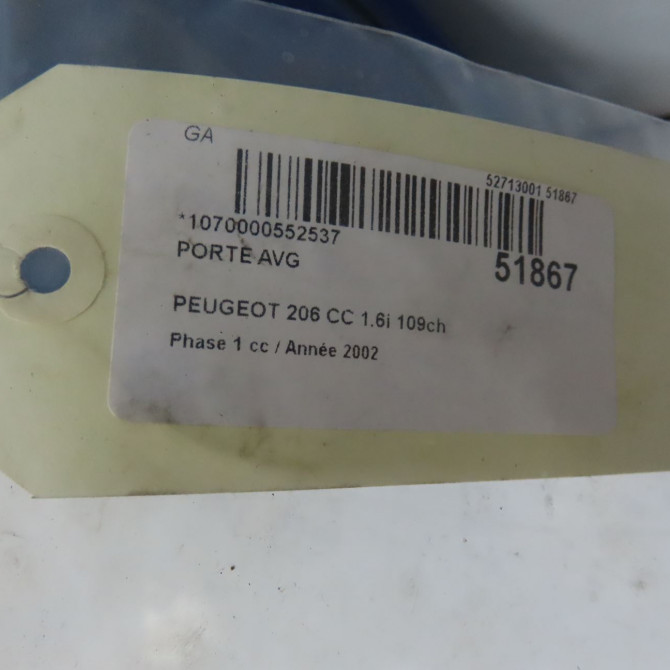 GA
52713001 51867
*1070000552537
PORTE AVG
51867
PEUGEOT 206 CC 1.6i 109ch
Phase 1 cc / Année 2002